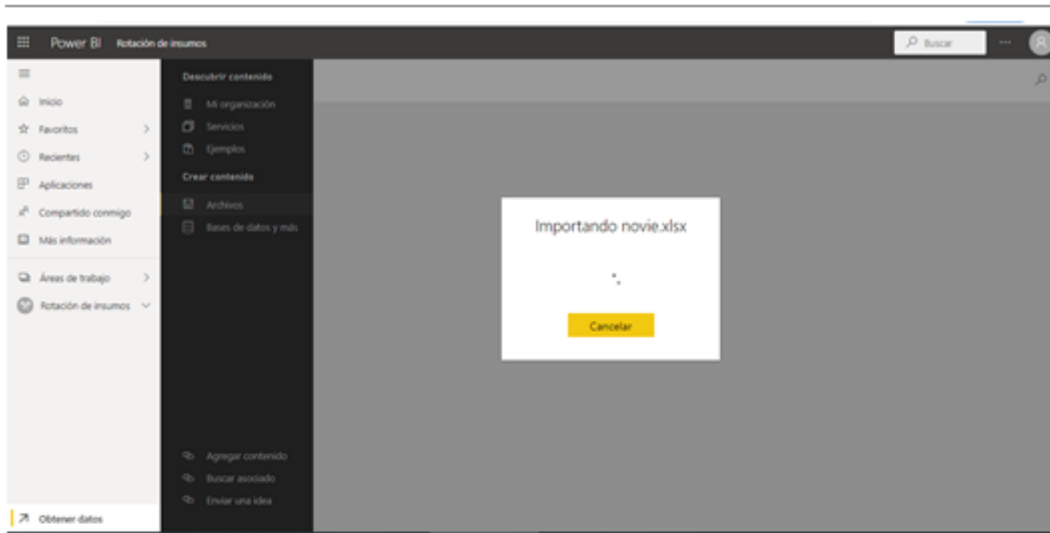 Power BI Rotación de insumos
Buscar
Inicio
Favoritos
Recientes
Aplicaciones
Compartido conmigo
Más información
Áreas de trabajo
Rotación de insumos
Obtener datos
Descubrir contenido
Mi organización
Servicios
Ejemplos
Crear contenido
Archivos
Bases de datos y más
Agregar contenido
Buscar asociado
Enviar una idea
Importando novie.xlsx
Cancelar